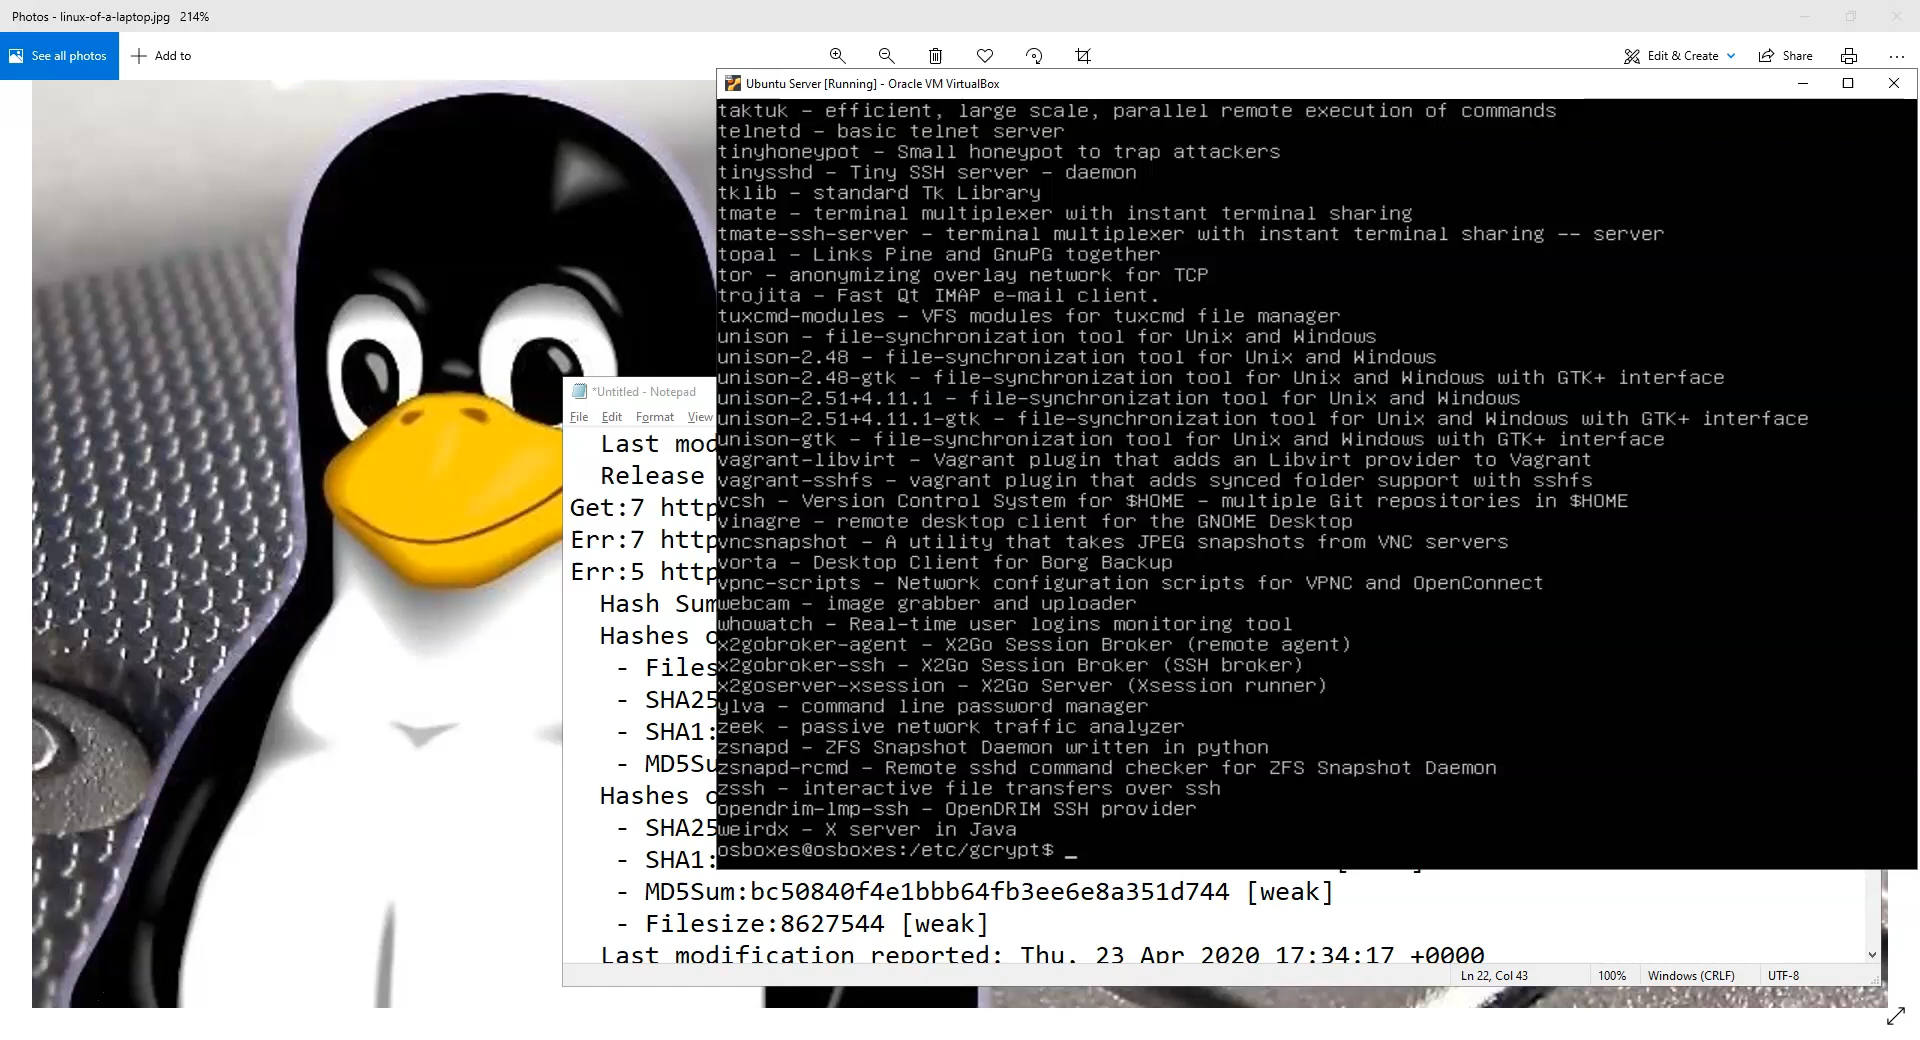 Photos - linux-of-a-laptop.jpg 214%
See all photos
Add to
Edit & Create
Share
Ubuntu Server [Running] - Oracle VM VirtualBox
taktuk - efficient, large scale, parallel remote execution of commands
telnetd - basic telnet server
tinyhoneypot - Small honeypot to trap attackers
tinysshd - Tiny SSH server - daemon
tklib - standard Tk Library
tmate - terminal multiplexer with instant terminal sharing
tmate-ssh-server - terminal multiplexer with instant terminal sharing -- server
topal - Links Pine and GnuPG together
tor - anonymizing overlay network for TCP
trojita - Fast Qt IMAP e-mail client.
tuxcmd-modules - VFS modules for tuxcmd file manager
unison - file-synchronization tool for Unix and Windows
unison-2.48 - file-synchronization tool for Unix and Windows
unison-2.48-gtk - file-synchronization tool for Unix and Windows with GTK+ interface
unison-2.51+4.11.1 - file-synchronization tool for Unix and Windows
unison-2.51+4.11.1-gtk - file-synchronization tool for Unix and Windows with GTK+ interface
unison-gtk - file-synchronization tool for Unix and Windows with GTK+ interface
vagrant-libvirt - Vagrant plugin that adds an Libvirt provider to Vagrant
vagrant-sshfs - vagrant plugin that adds synced folder support with sshfs
vcsh - Version Control System for $HOME - multiple Git repositories in $HOME
vinagre - remote desktop client for the GNOME Desktop
vncsnapshot - A utility that takes JPEG snapshots from VNC servers
vorta - Desktop Client for Borg Backup
vpnc-scripts - Network configuration scripts for VPNC and OpenConnect
webcam - image grabber and uploader
whowatch - Real-time user logins monitoring tool
x2gobroker-agent - X2Go Session Broker (remote agent)
x2gobroker-ssh - X2Go Session Broker (SSH broker)
x2goserver-xsession - X2Go Server (Xsession runner)
ylva - command line password manager
zeek - passive network traffic analyzer
zsnapd - ZFS Snapshot Daemon written in python
zsnapd-rcmd - Remote sshd command checker for ZFS Snapshot Daemon
zssh - interactive file transfers over ssh
opendrim-lmp-ssh - OpenDRIM SSH provider
weirdx - X server in Java
osboxes@osboxes:/etc/gcrypt$ _
*Untitled - Notepad
File Edit Format View
Last mod
Release
Get:7 http
Err:7 http
Err:5 http
Hash Sum
Hashes o
- Files
- SHA25
- SHA1:
- MD5Su
Hashes o
- SHA25
- SHA1:
- MD5Sum:bc50840f4e1bbb64fb3ee6e8a351d744 [weak]
- Filesize:8627544 [weak]
Last modification reported: Thu, 23 Apr 2020 17:34:17 +0000
Ln 22, Col 43
100%
Windows (CRLF)
UTF-8